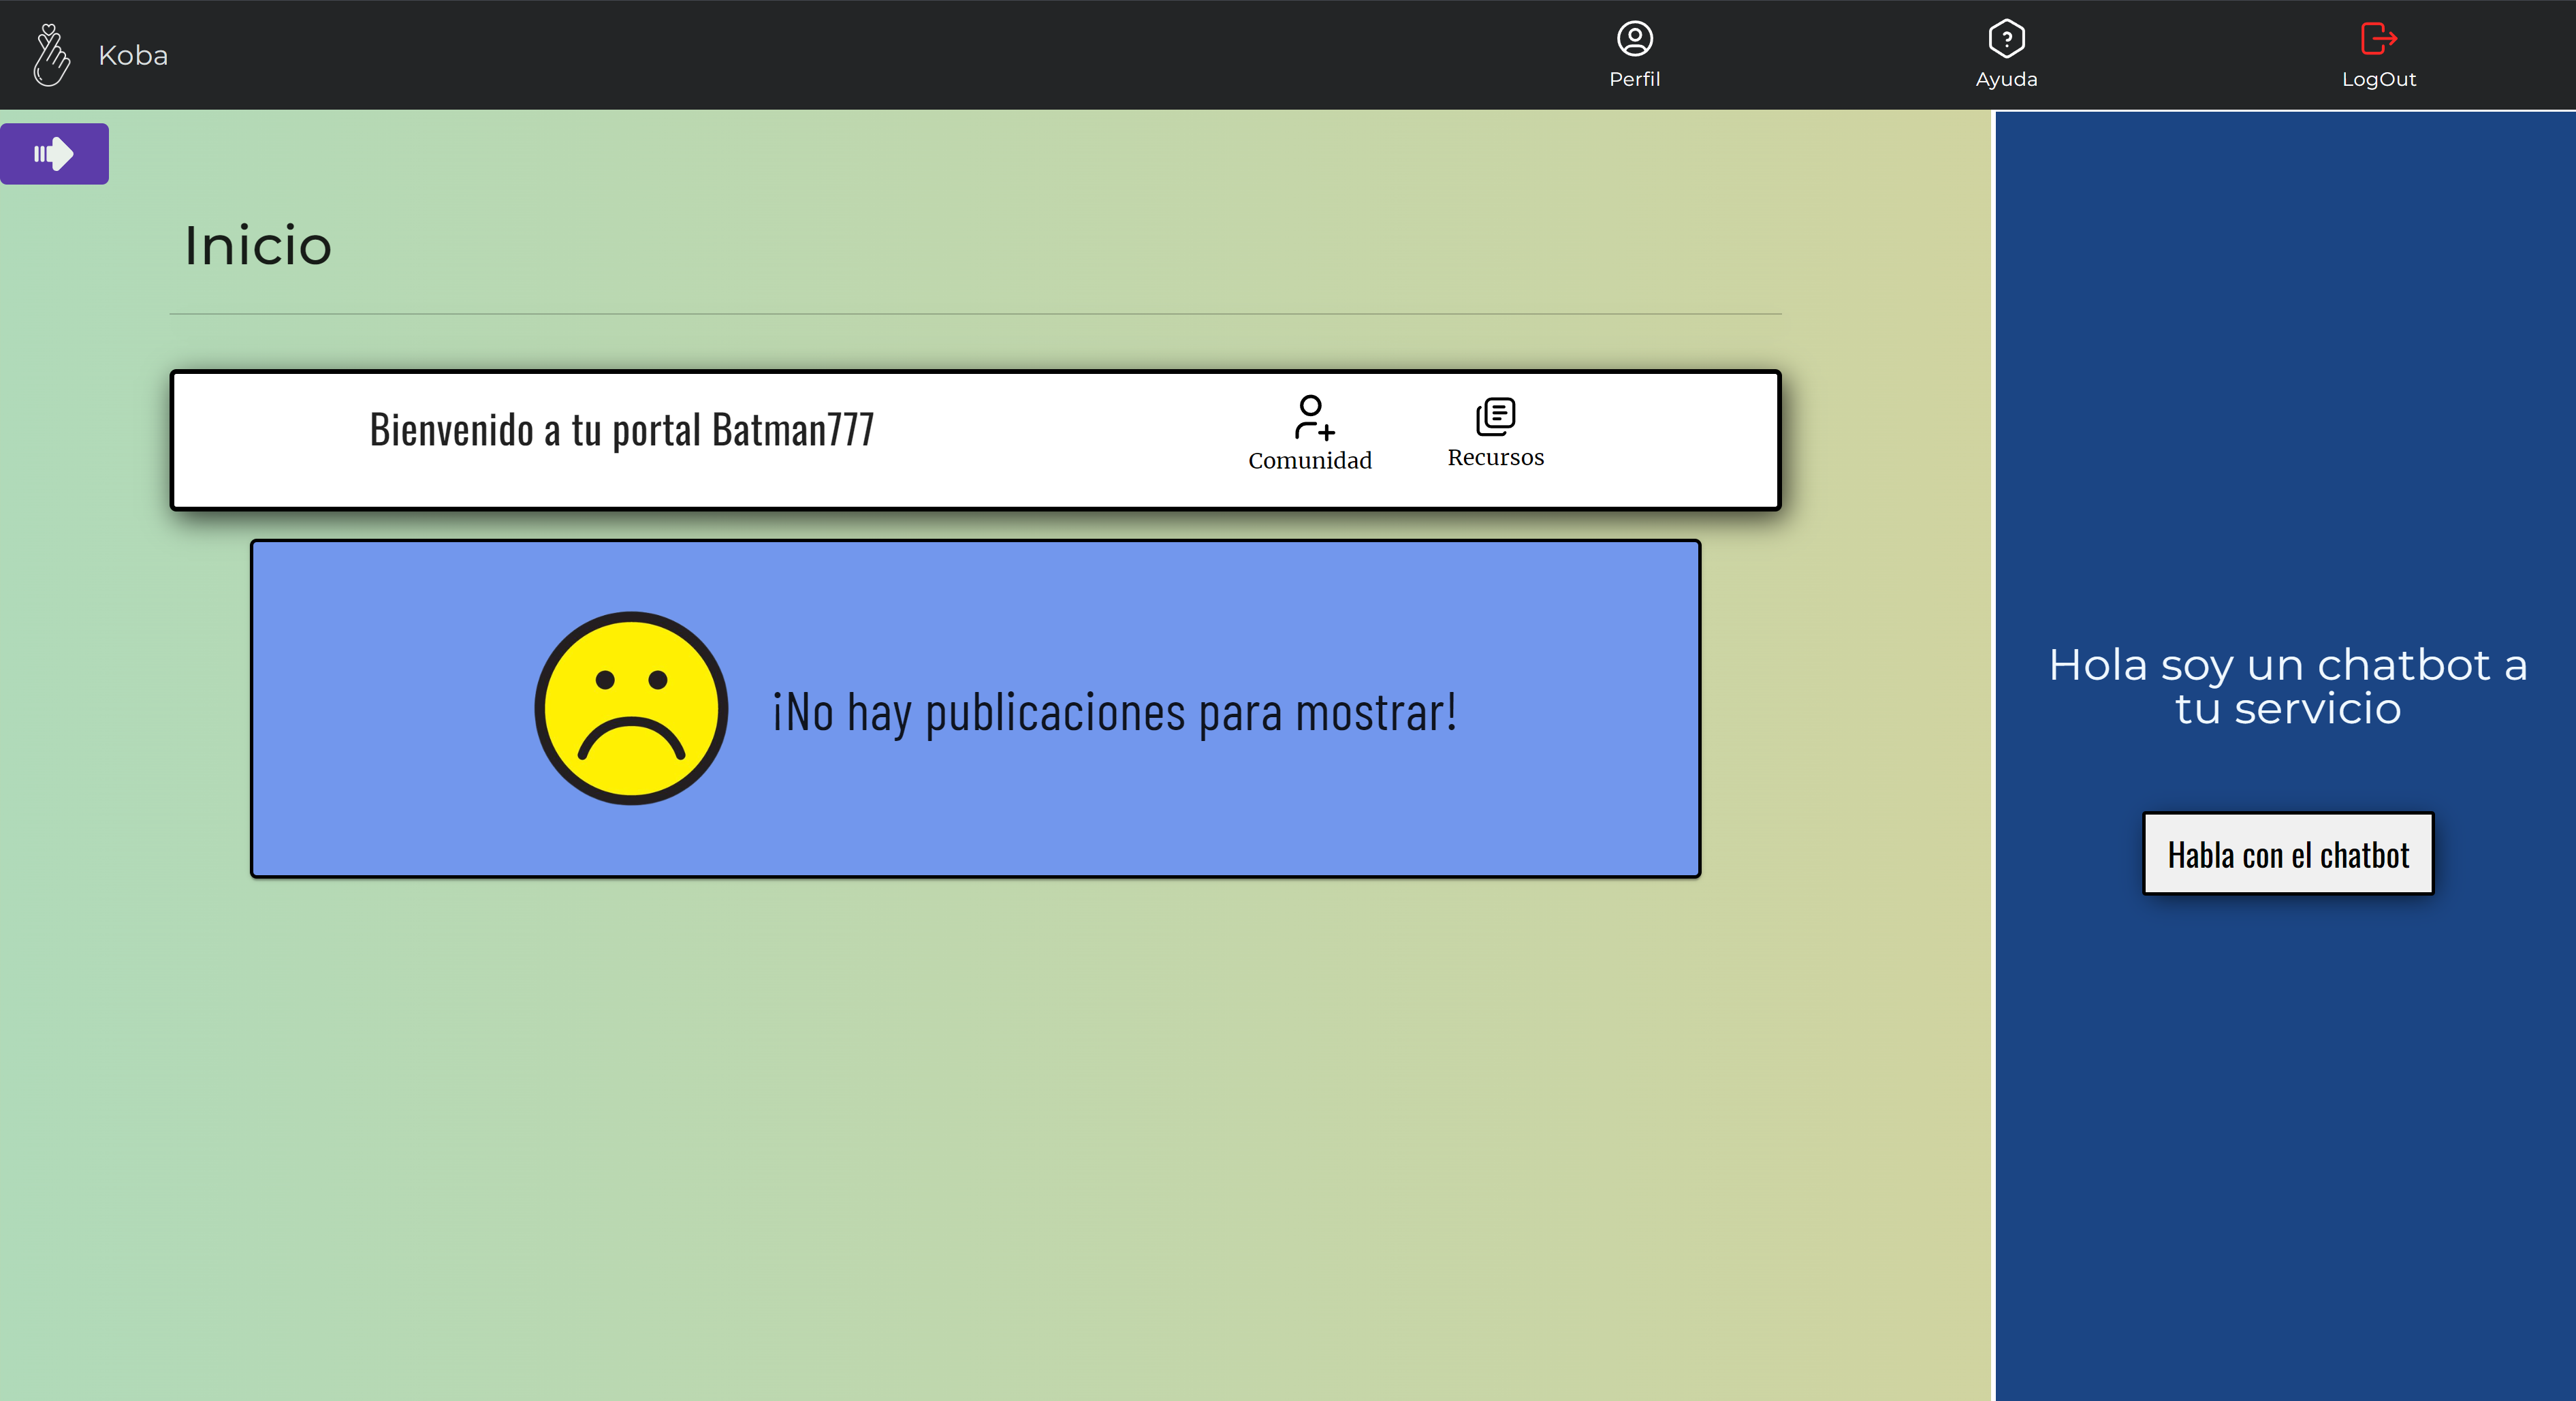 Koba
Perfil
Ayuda
LogOut
Inicio
Bienvenido a tu portal Batman777
Comunidad
Recursos
¡No hay publicaciones para mostrar!
Hola soy un chatbot a
tu servicio
Habla con el chatbot